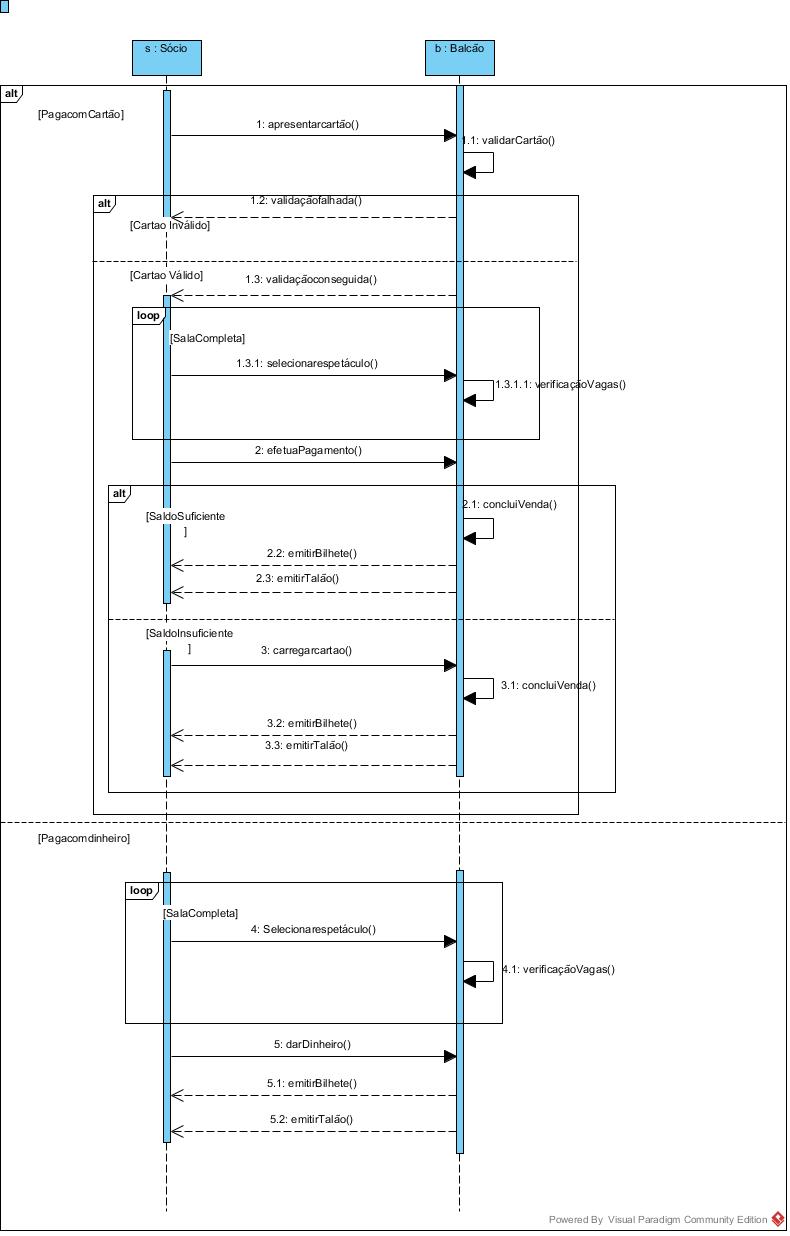 s : Sócio
b : Balcão
alt
[PagacomCartão]
1: apresentarcartão()
1.1: validarCartão()
alt
1.2: validaçãofalhada()
[Cartao Inválido]
[Cartao Válido]
1.3: validaçãoconseguida()
loop
[SalaCompleta]
1.3.1: selecionarespetáculo()
1.3.1.1: verificaçãoVagas()
2: efetuaPagamento()
alt
2.1: concluiVenda()
[SaldoSuficiente
]
2.2: emitirBilhete()
2.3: emitirTalão()
[SaldoInsuficiente
]
3: carregarcartao()
3.1: concluiVenda()
3.2: emitirBilhete()
3.3: emitirTalão()
[Pagacomdinheiro]
loop
[SalaCompleta]
4: Selecionarespetáculo()
4.1: verificaçãoVagas()
5: darDinheiro()
5.1: emitirBilhete()
5.2: emitirTalão()
Powered By Visual Paradigm Community Edition